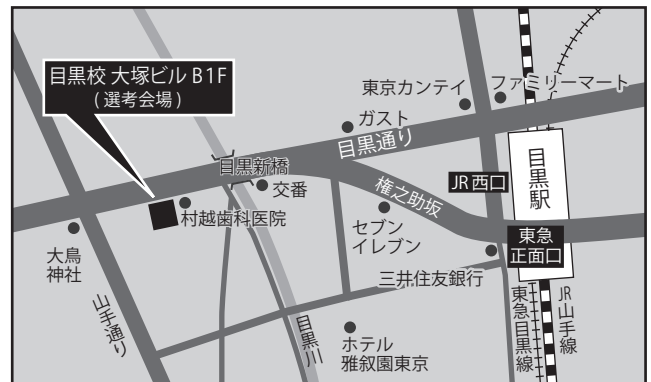 目黒校 大塚ビル B1F
(選考会場)
東京カンテイ
ファミリーマート
ガスト
目黒通り
目黒新橋
交番
村越歯科医院
大鳥
神社
山手通り
目黒川
権之助坂
セブン
イレブン
JR西口
目黒駅
東急
正面口
三井住友銀行
ホテル
雅叙園東京
東急目黒線
JR山手線